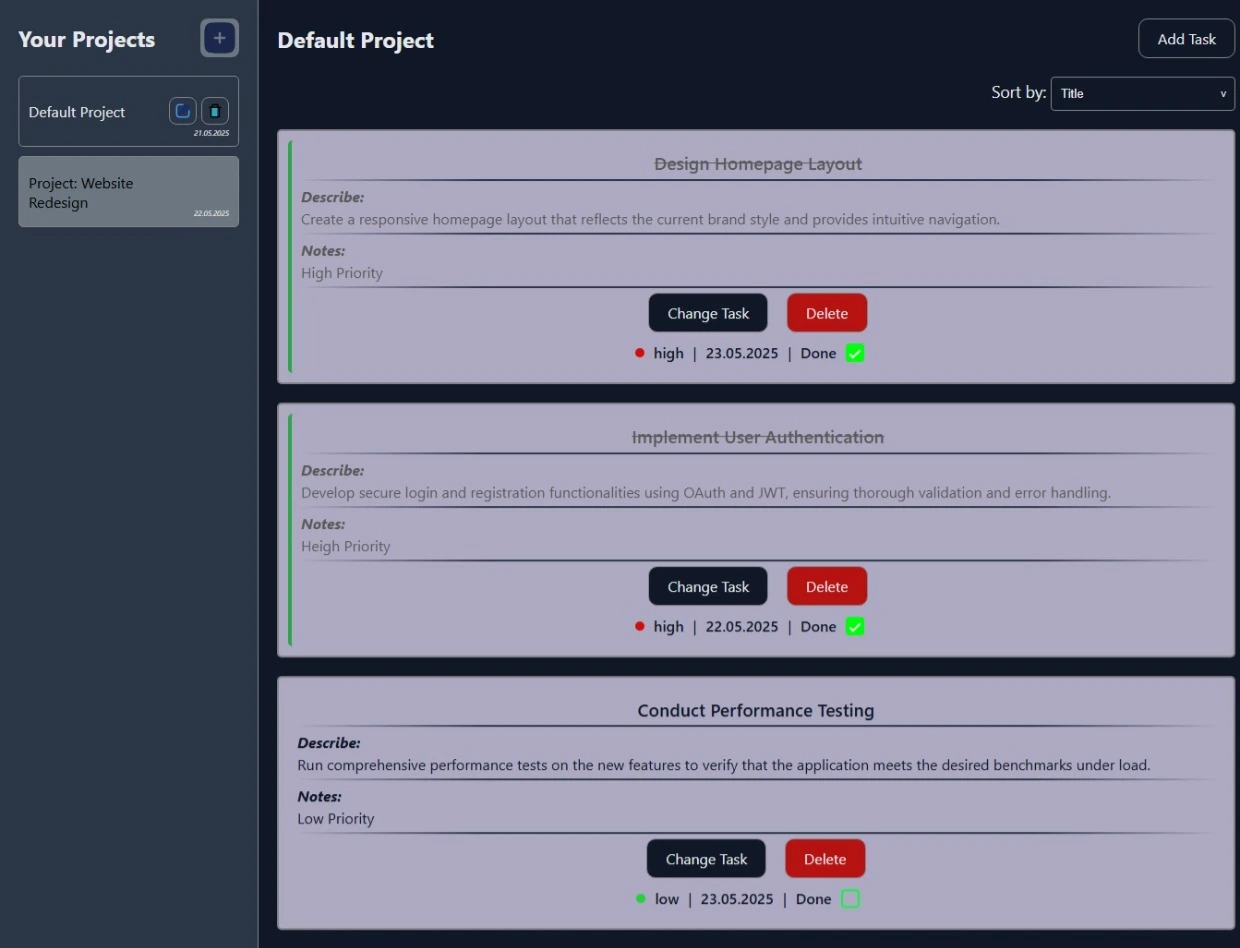 Your Projects
+
Default Project
21.05.2025
Project: Website
Redesign
22.05.2025
Default Project
Add Task
Sort by: Title v
Design Homepage Layout
Describe:
Create a responsive homepage layout that reflects the current brand style and provides intuitive navigation.
Notes:
High Priority
Change Task Delete
high | 23.05.2025 | Done
Implement User Authentication
Describe:
Develop secure login and registration functionalities using OAuth and JWT, ensuring thorough validation and error handling.
Notes:
Heigh Priority
Change Task Delete
high | 22.05.2025 | Done
Conduct Performance Testing
Describe:
Run comprehensive performance tests on the new features to verify that the application meets the desired benchmarks under load.
Notes:
Low Priority
Change Task Delete
low | 23.05.2025 | Done